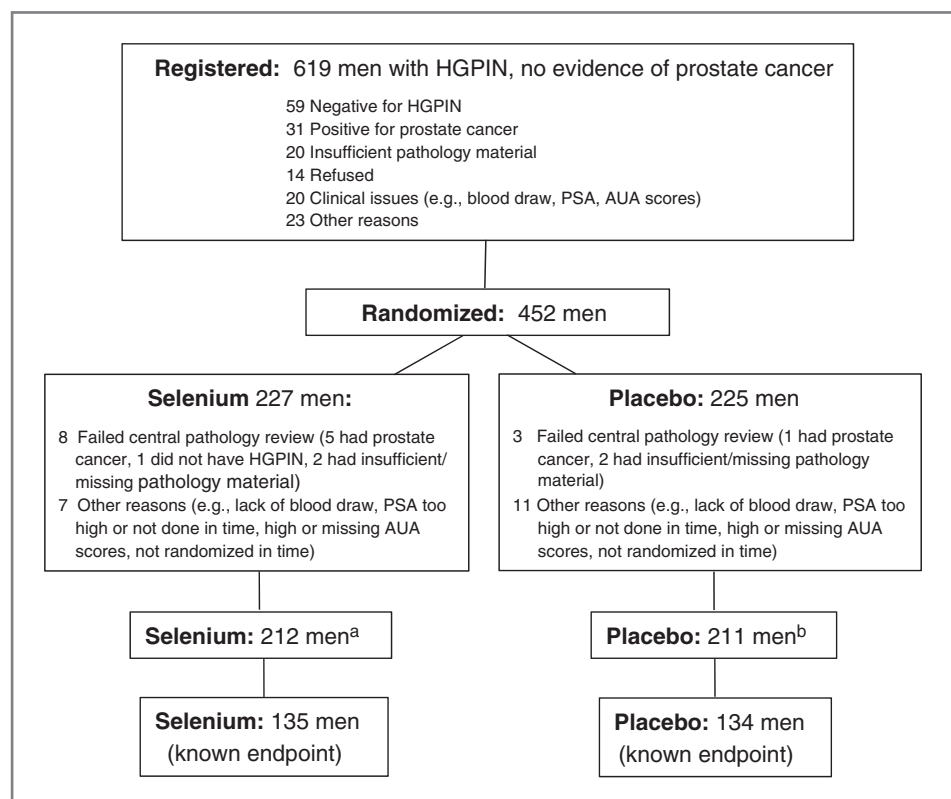 Registered: 619 men with HGPIN, no evidence of prostate cancer
59 Negative for HGPIN
31 Positive for prostate cancer
20 Insufficient pathology material
14 Refused
20 Clinical issues (e.g., blood draw, PSA, AUA scores)
23 Other reasons
Randomized: 452 men
Selenium 227 men:
8 Failed central pathology review (5 had prostate
cancer, 1 did not have HGPIN, 2 had insufficient/
missing pathology material)
7 Other reasons (e.g., lack of blood draw, PSA too
high or not done in time, high or missing AUA
scores, not randomized in time)
Placebo: 225 men
3 Failed central pathology review (1 had prostate
cancer, 2 had insufficient/missing pathology
material)
11 Other reasons (e.g., lack of blood draw, PSA too
high or not done in time, high or missing AUA
scores, not randomized in time)
Selenium: 212 menᵃ
Placebo: 211 menᵇ
Selenium: 135 men
(known endpoint)
Placebo: 134 men
(known endpoint)